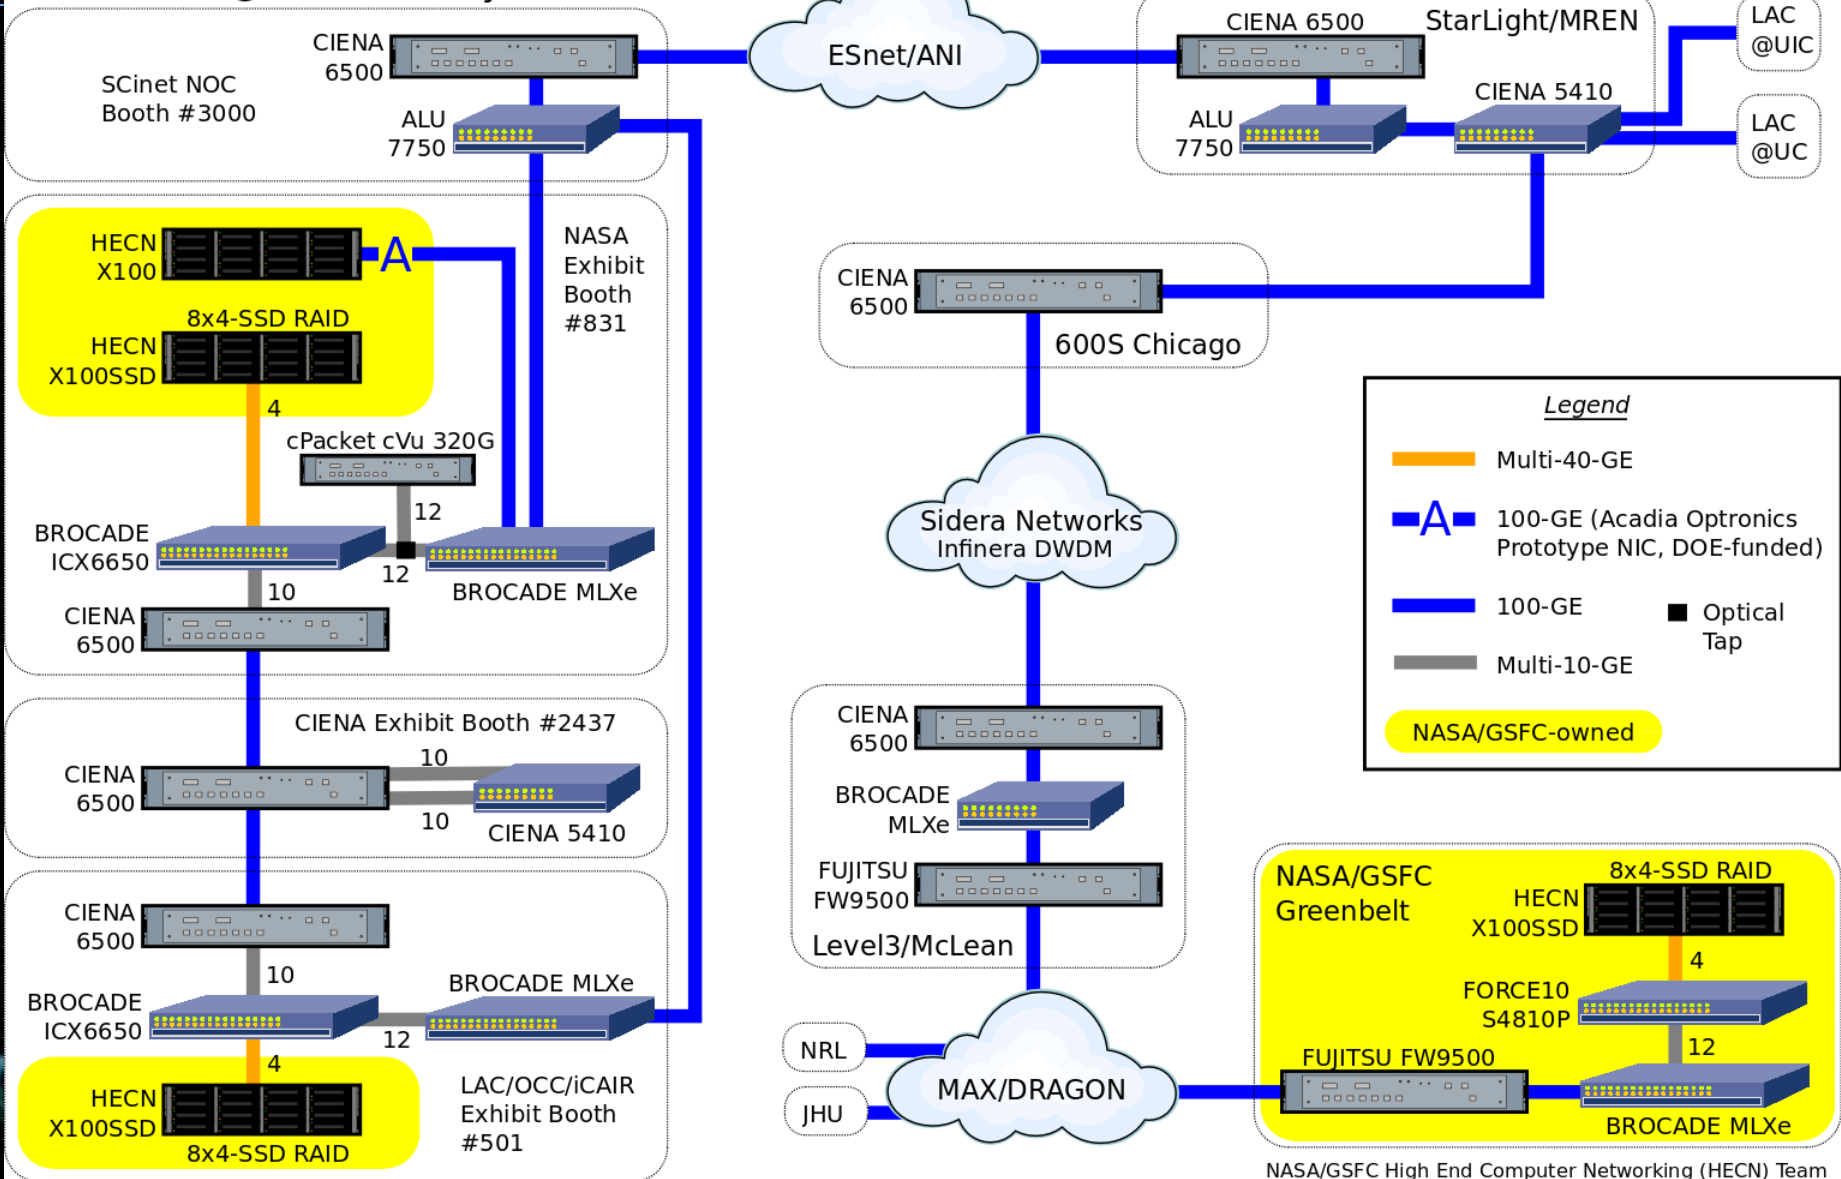 CIENA
6500
SCinet NOC
Booth #3000
ALU
7750
ESnet/ANI
CIENA 6500
StarLight/MREN
CIENA 5410
ALU
7750
LAC
@UIC
LAC
@UC
HECN
X100
A
NASA
Exhibit
Booth
#831
8x4-SSD RAID
HECN
X100SSD
4
cPacket cVu 320G
12
BROCADE
ICX6650
12
BROCADE MLXe
10
CIENA
6500
CIENA
6500
600S Chicago
Sidera Networks
Infinera DWDM
Legend
Multi-40-GE
A
100-GE (Acadia Optronics
Prototype NIC, DOE-funded)
100-GE
Optical
Tap
Multi-10-GE
NASA/GSFC-owned
CIENA Exhibit Booth #2437
10
CIENA
6500
10
CIENA 5410
CIENA
6500
BROCADE
MLXe
FUJITSU
FW9500
Level3/McLean
CIENA
6500
10
BROCADE MLXe
BROCADE
ICX6650
12
4
HECN
X100SSD
8x4-SSD RAID
LAC/OCC/iCAIR
Exhibit Booth
#501
NRL
JHU
MAX/DRAGON
NASA/GSFC
Greenbelt
8x4-SSD RAID
HECN
X100SSD
4
FORCE10
S4810P
12
FUJITSU FW9500
BROCADE MLXe
NASA/GSFC High End Computer Networking (HECN) Team